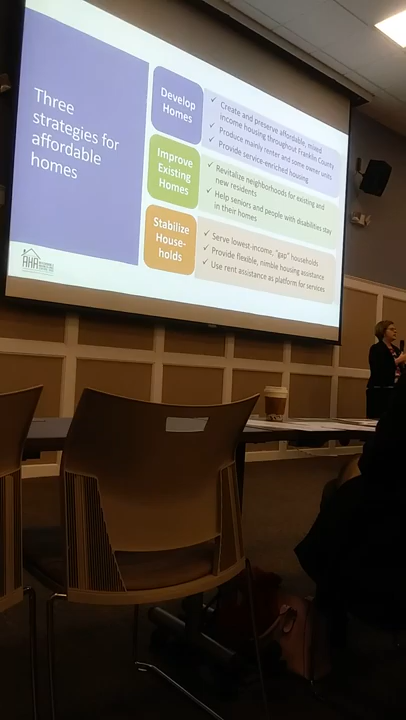 Three
strategies for
affordable
homes
Develop
Homes
✓ Create and preserve affordable, mixed
income housing throughout Franklin County
✓ Produce mainly renter and some owner units
✓ Provide service-enriched housing
Improve
Existing
Homes
✓ Revitalize neighborhoods for existing and
new residents
✓ Help seniors and people with disabilities stay
in their homes
Stabilize
House-
holds
✓ Serve lowest-income, "gap" households
✓ Provide flexible, nimble housing assistance
✓ Use rent assistance as platform for services
AHA